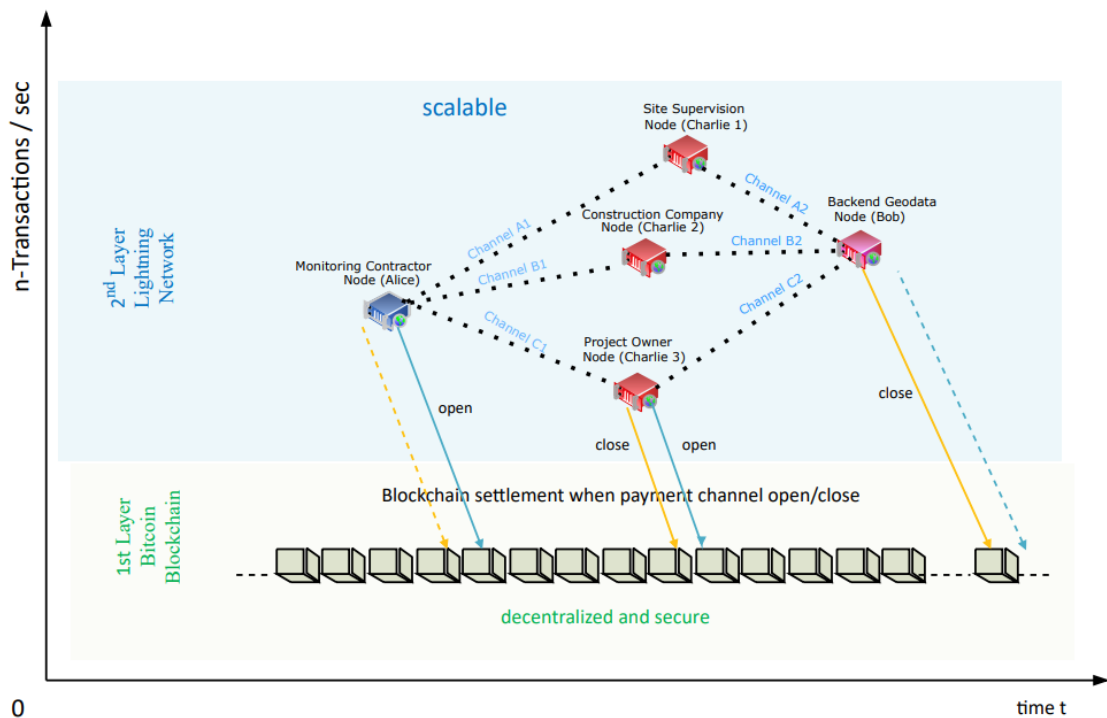 n-Transactions / sec
scalable
2nd Layer
Lightning
Network
Site Supervision
Node (Charlie 1)
Channel A1
Channel A2
Construction Company
Node (Charlie 2)
Backend Geodata
Node (Bob)
Channel B1
Channel B2
Monitoring Contractor
Node (Alice)
Channel C1
Channel C2
Project Owner
Node (Charlie 3)
open
close
open
close
1st Layer
Bitcoin
Blockchain
Blockchain settlement when payment channel open/close
decentralized and secure
0
time t